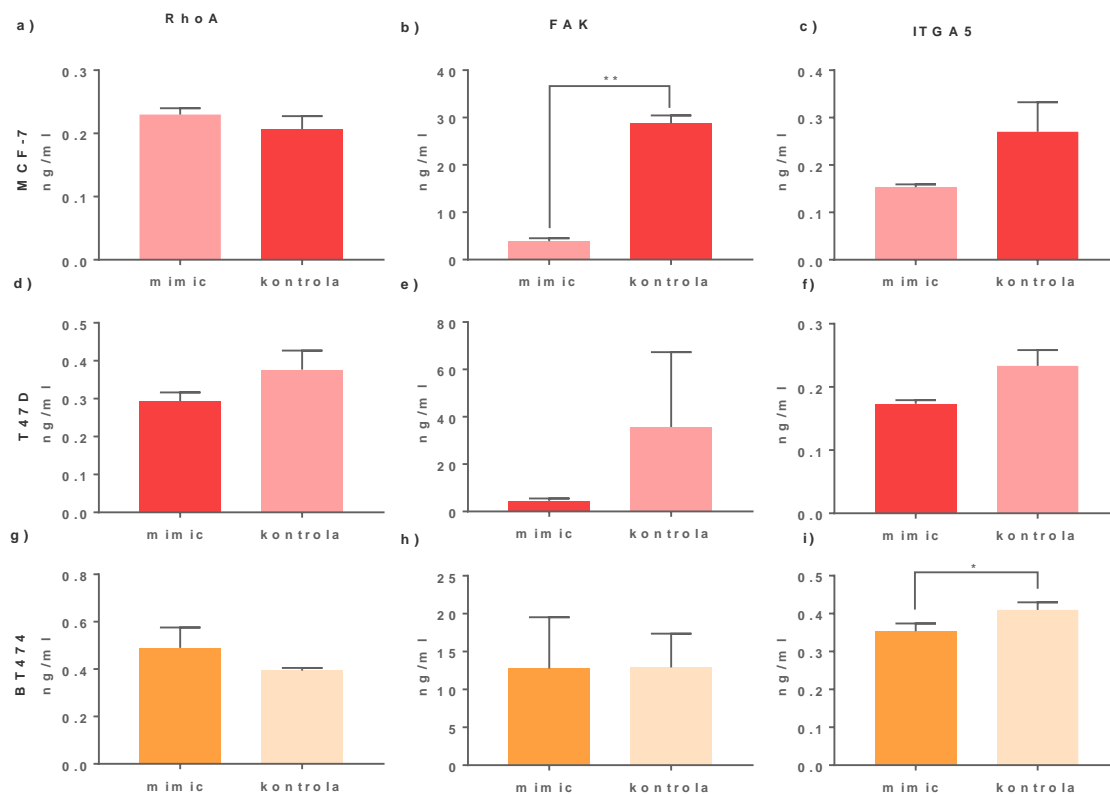 a) RhoA
b) FAK
c) ITGA5
MCF-7
ng/ml
0.3
0.2
0.1
0.0
mimic kontrola
**
ng/ml
40
30
20
10
0
mimic kontrola
ng/ml
0.4
0.3
0.2
0.1
0.0
mimic kontrola
d)
T47D
ng/ml
0.5
0.4
0.3
0.2
0.1
0.0
mimic kontrola
e)
ng/ml
80
60
40
20
0
mimic kontrola
f)
ng/ml
0.3
0.2
0.1
0.0
mimic kontrola
g)
BT474
ng/ml
0.8
0.6
0.4
0.2
0.0
mimic kontrola
h)
ng/ml
25
20
15
10
5
0
mimic kontrola
i)
*
ng/ml
0.5
0.4
0.3
0.2
0.1
0.0
mimic kontrola